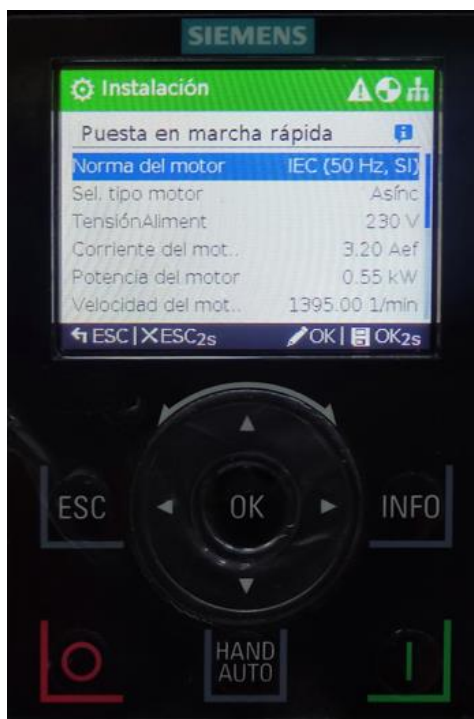 SIEMENS
Instalación
Puesta en marcha rápida
Norma del motor IEC (50 Hz, SI)
Sel. tipo motor Asínc
TensiónAliment 230 V
Corriente del mot.. 3.20 Aef
Potencia del motor 0.55 kW
Velocidad del mot.. 1395.00 1/min
ESC | ESC2s OK | OK2s
ESC OK INFO
HAND
AUTO